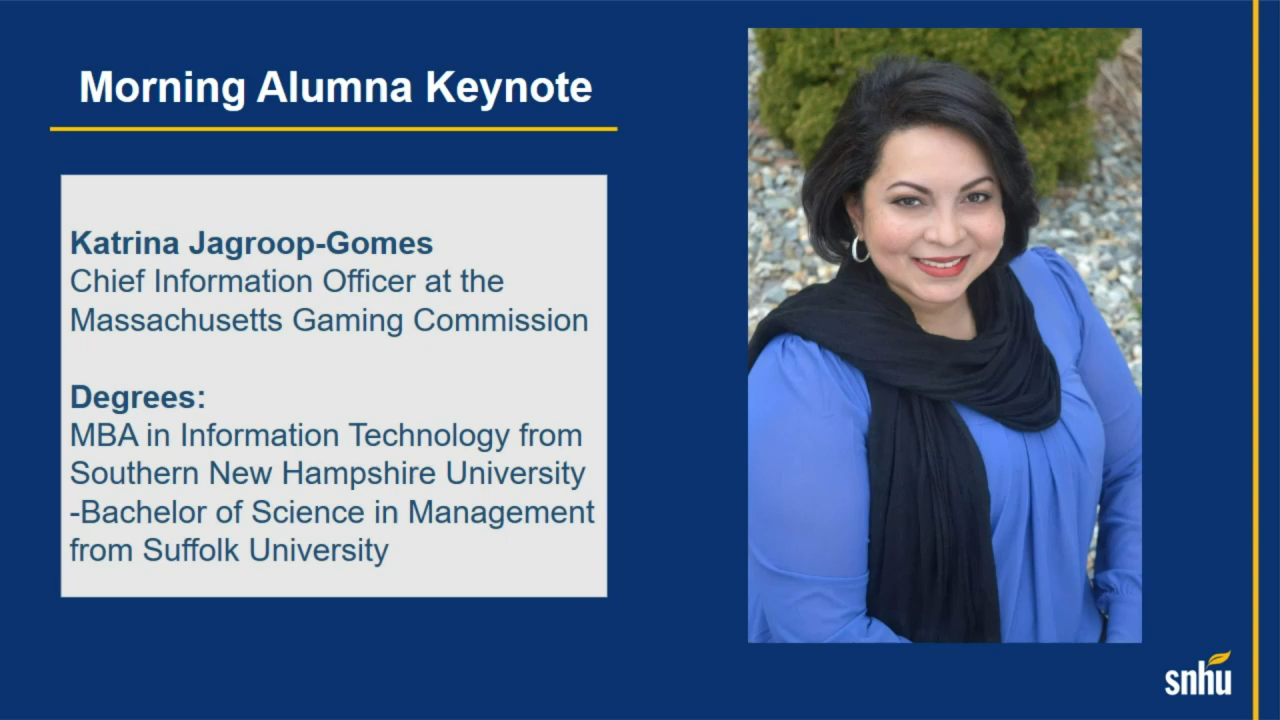 Morning Alumna Keynote
Katrina Jagroop-Gomes
Chief Information Officer at the
Massachusetts Gaming Commission
Degrees:
MBA in Information Technology from
Southern New Hampshire University
-Bachelor of Science in Management
from Suffolk University
snhu